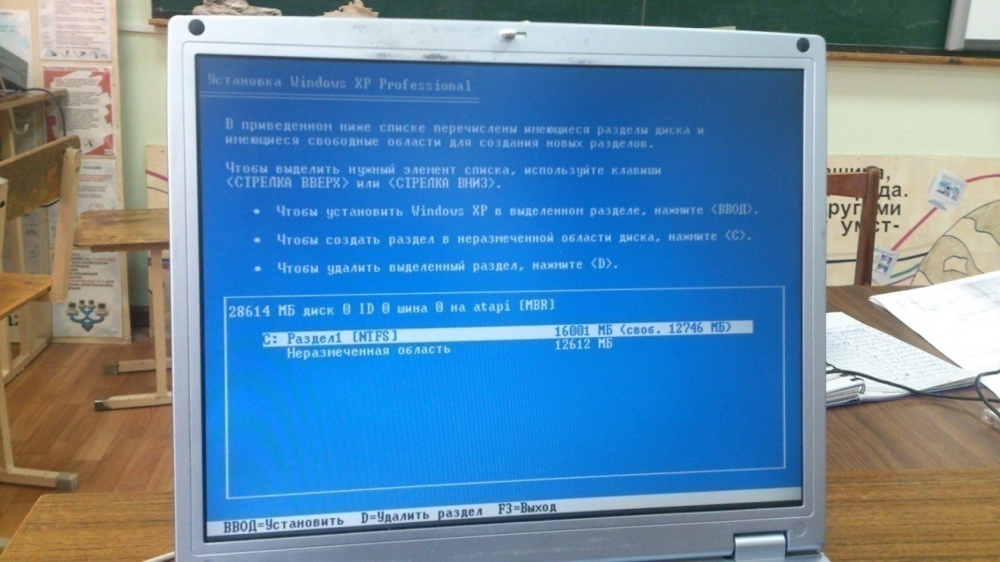 Установка Windows XP Professional
В приведенном ниже списке перечислены имеющиеся разделы диска и
имеющиеся свободные области для создания новых разделов.
Чтобы выделить нужный элемент списка, используйте клавиши
<СТРЕЛКА ВВЕРХ> или <СТРЕЛКА ВНИЗ>.
• Чтобы установить Windows XP в выделенном разделе, нажмите <ВВОД>.
• Чтобы создать раздел в неразмеченной области диска, нажмите <C>.
• Чтобы удалить выделенный раздел, нажмите <D>.
28614 МБ диск 0 ID 0 шина 0 на atapi [MBR]
C: Раздел1 [NTFS] 16001 МБ (своб. 12746 МБ)
Неразмеченная область 12612 МБ
ВВОД=Установить D=Удалить раздел F3=Выход